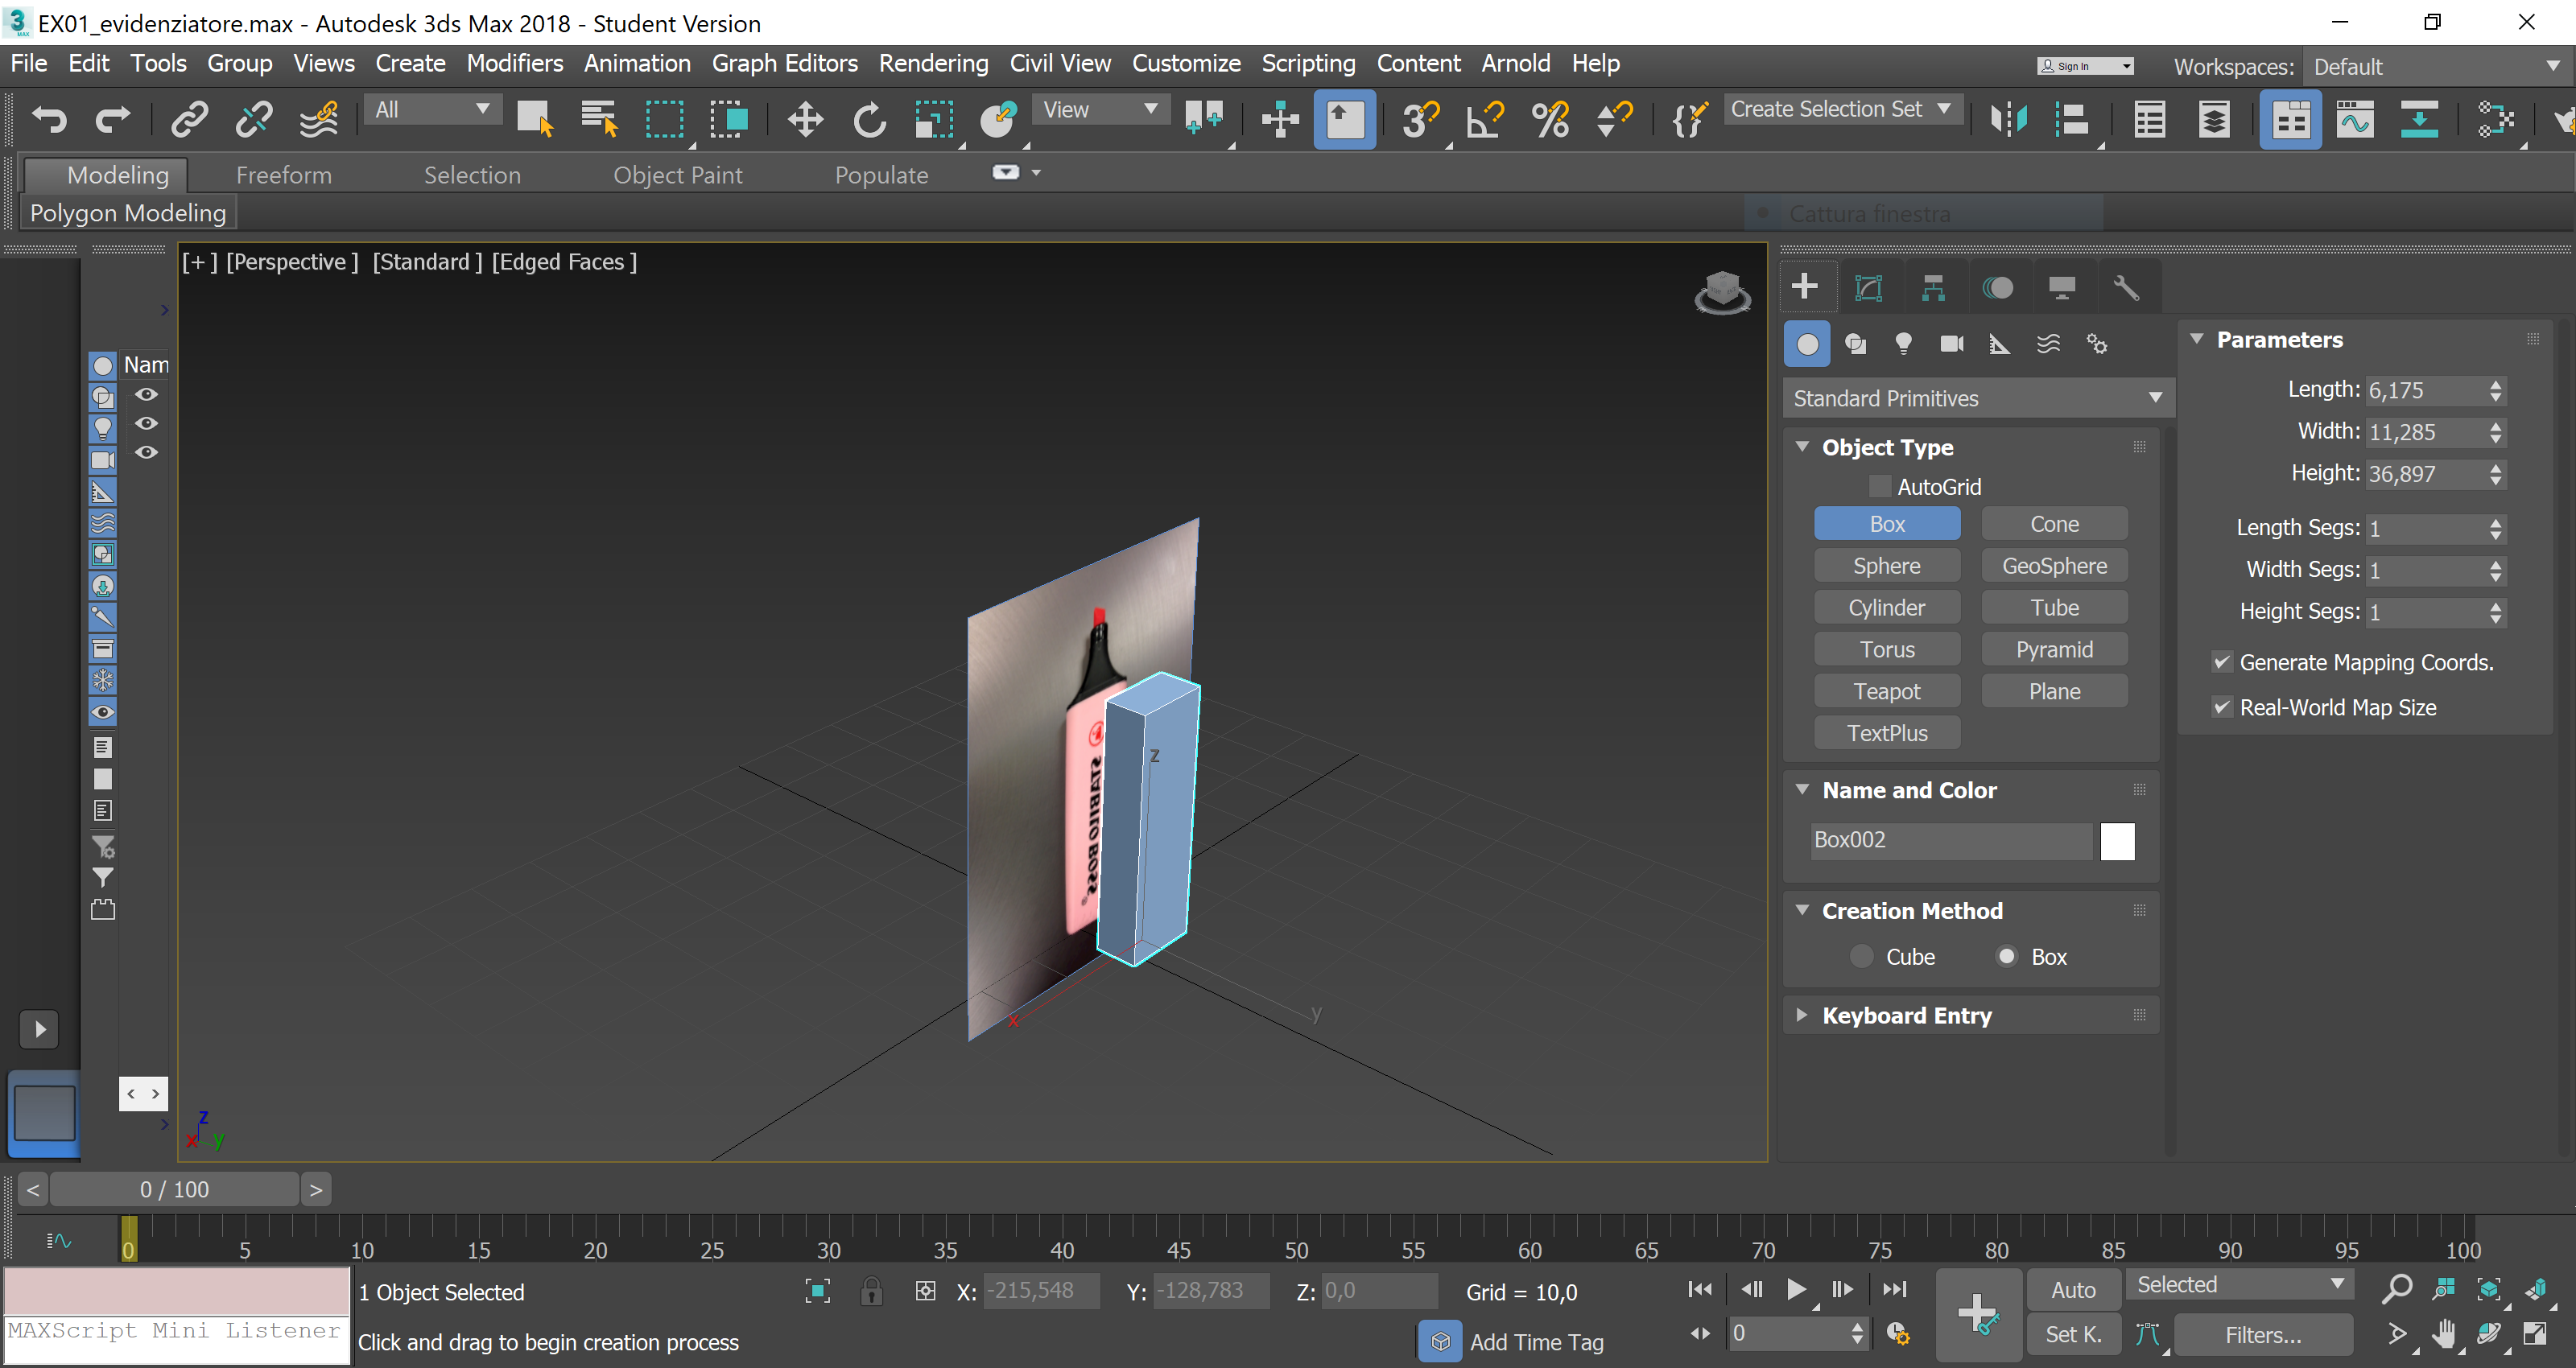 EX01_evidenziatore.max - Autodesk 3ds Max 2018 - Student Version
File Edit Tools Group Views Create Modifiers Animation Graph Editors Rendering Civil View Customize Scripting Content Arnold Help
Sign In
Workspaces: Default
All
View
3
Create Selection Set
Modeling Freeform Selection Object Paint Populate
Polygon Modeling
Cattura finestra
[+] [Perspective] [Standard] [Edged Faces]
Nam
STABILO BOSS
z
x
y
z
x
y
Standard Primitives
Object Type
AutoGrid
Box Cone
Sphere GeoSphere
Cylinder Tube
Torus Pyramid
Teapot Plane
TextPlus
Name and Color
Box002
Creation Method
Cube Box
Keyboard Entry
Parameters
Length: 6,175
Width: 11,285
Height: 36,897
Length Segs: 1
Width Segs: 1
Height Segs: 1
Generate Mapping Coords.
Real-World Map Size
< 0 / 100 >
0 5 10 15 20 25 30 35 40 45 50 55 60 65 70 75 80 85 90 95 100
1 Object Selected
X: -215,548 Y: -128,783 Z: 0,0 Grid = 10,0
Auto Selected
MAXScript Mini Listener
Click and drag to begin creation process
Add Time Tag
0
Set K. Filters...